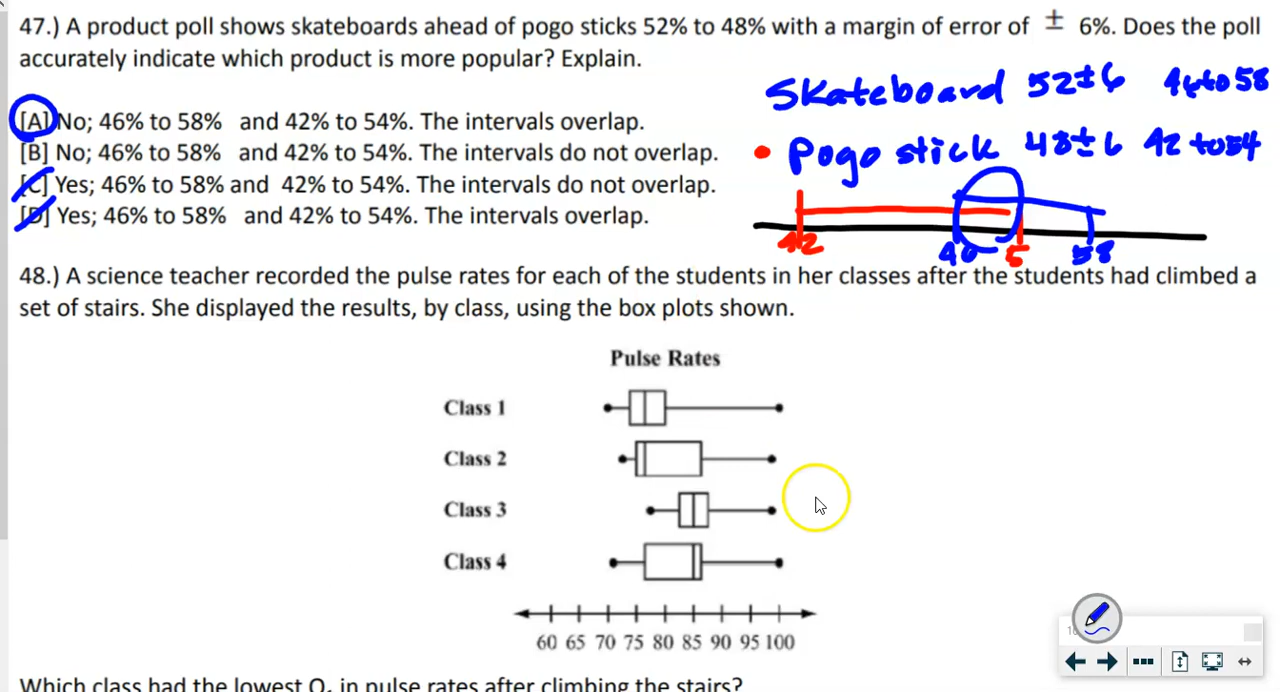 47.) A product poll shows skateboards ahead of pogo sticks 52% to 48% with a margin of error of ± 6%. Does the poll
accurately indicate which product is more popular? Explain.
Skateboard 52±6 46 to 58
[A] No; 46% to 58% and 42% to 54%. The intervals overlap.
[B] No; 46% to 58% and 42% to 54%. The intervals do not overlap.
• Pogo stick 48±6 42 to 54
[C] Yes; 46% to 58% and 42% to 54%. The intervals do not overlap.
[D] Yes; 46% to 58% and 42% to 54%. The intervals overlap.
42 58
48.) A science teacher recorded the pulse rates for each of the students in her classes after the students had climbed a
set of stairs. She displayed the results, by class, using the box plots shown.
Pulse Rates
Class 1
Class 2
Class 3
Class 4
60 65 70 75 80 85 90 95 100
Which class had the lowest in pulse rates after climbing the stairs?